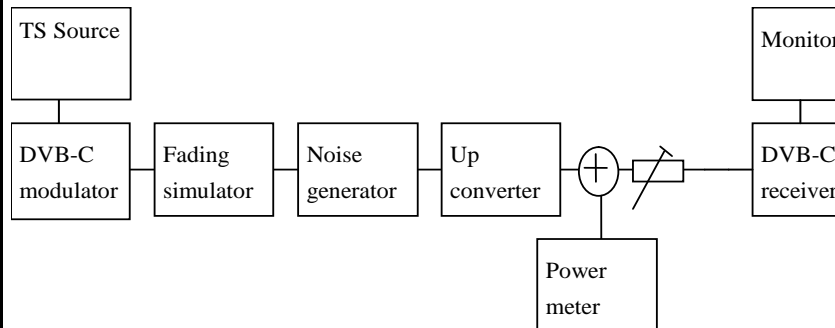 TS Source
Monitor
DVB-C
modulator
Fading
simulator
Noise
generator
Up
converter
DVB-C
receiver
Power
meter